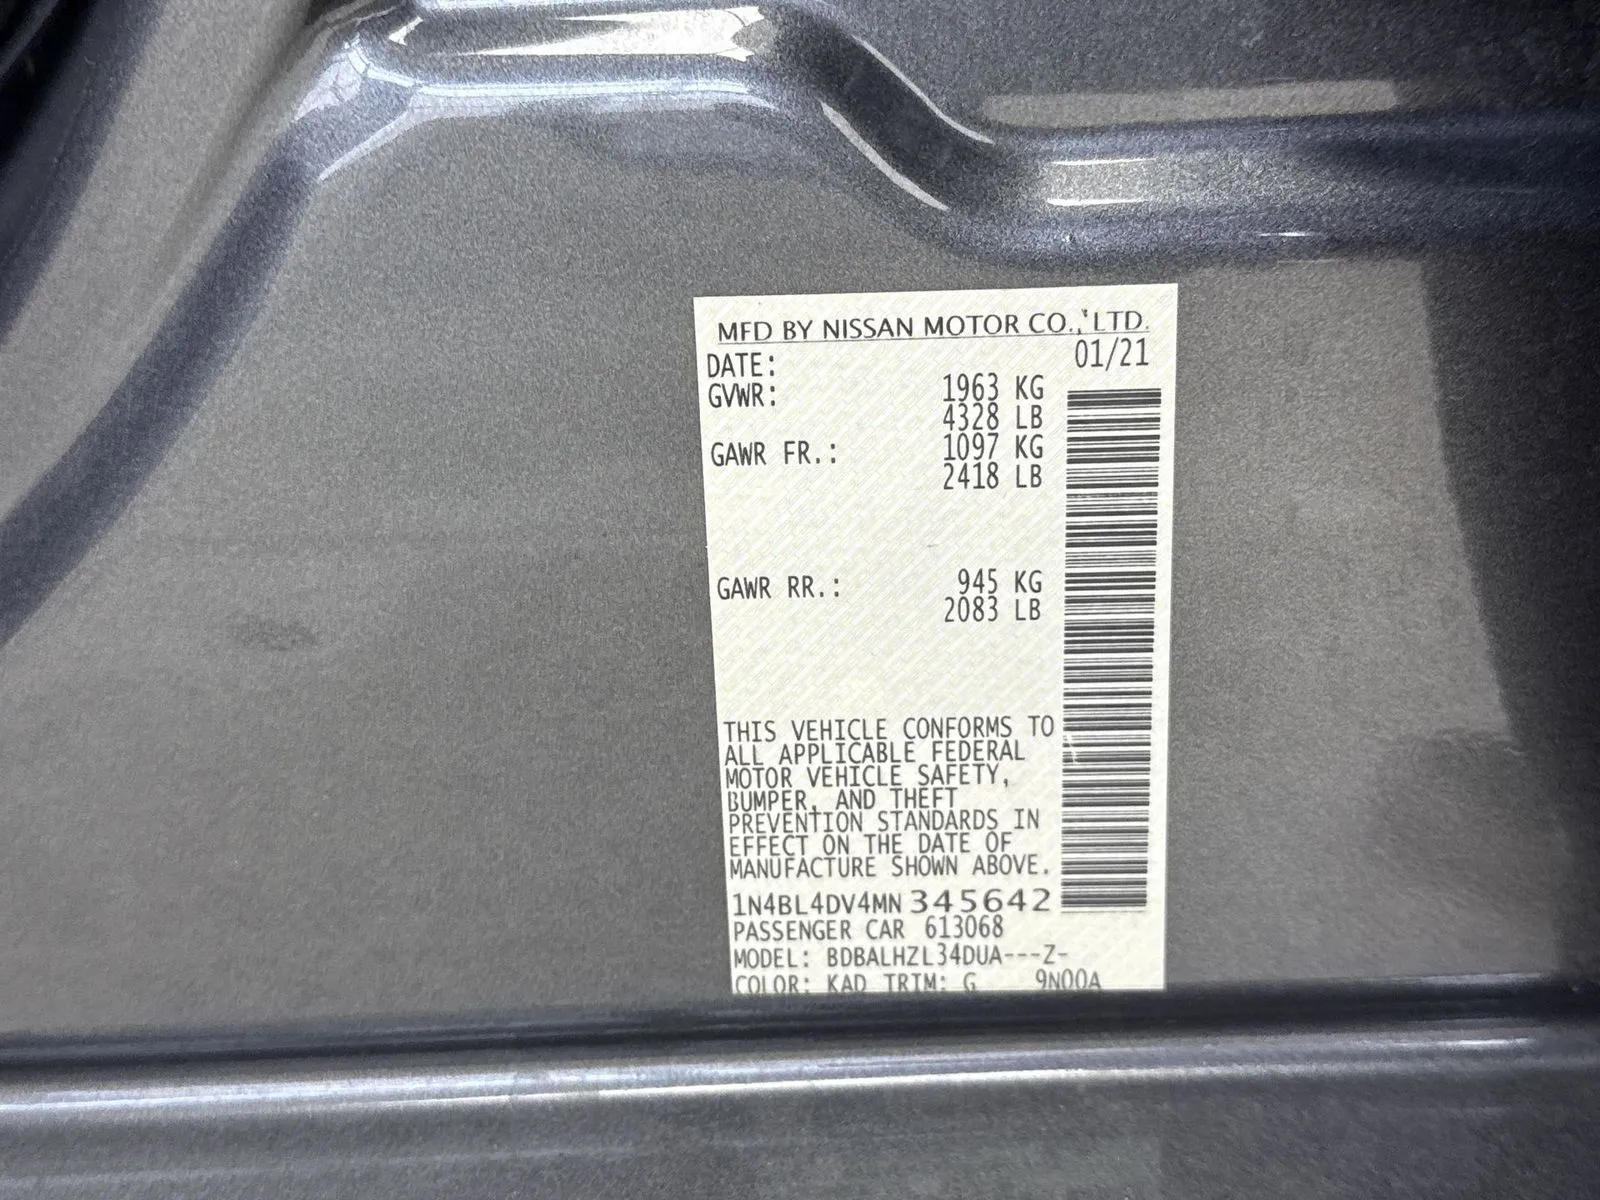 MFD BY NISSAN MOTOR CO., LTD.
DATE: 01/21
GVWR: 1963 KG
4328 LB
GAWR FR.: 1097 KG
2418 LB
GAWR RR.: 945 KG
2083 LB
THIS VEHICLE CONFORMS TO
ALL APPLICABLE FEDERAL
MOTOR VEHICLE SAFETY,
BUMPER, AND THEFT
PREVENTION STANDARDS IN
EFFECT ON THE DATE OF
MANUFACTURE SHOWN ABOVE.
1N4BL4DV4MN345642
PASSENGER CAR 613068
MODEL: BDBALHZL34DUA---Z-
COLOR: KAD TRIM: G 9N00A